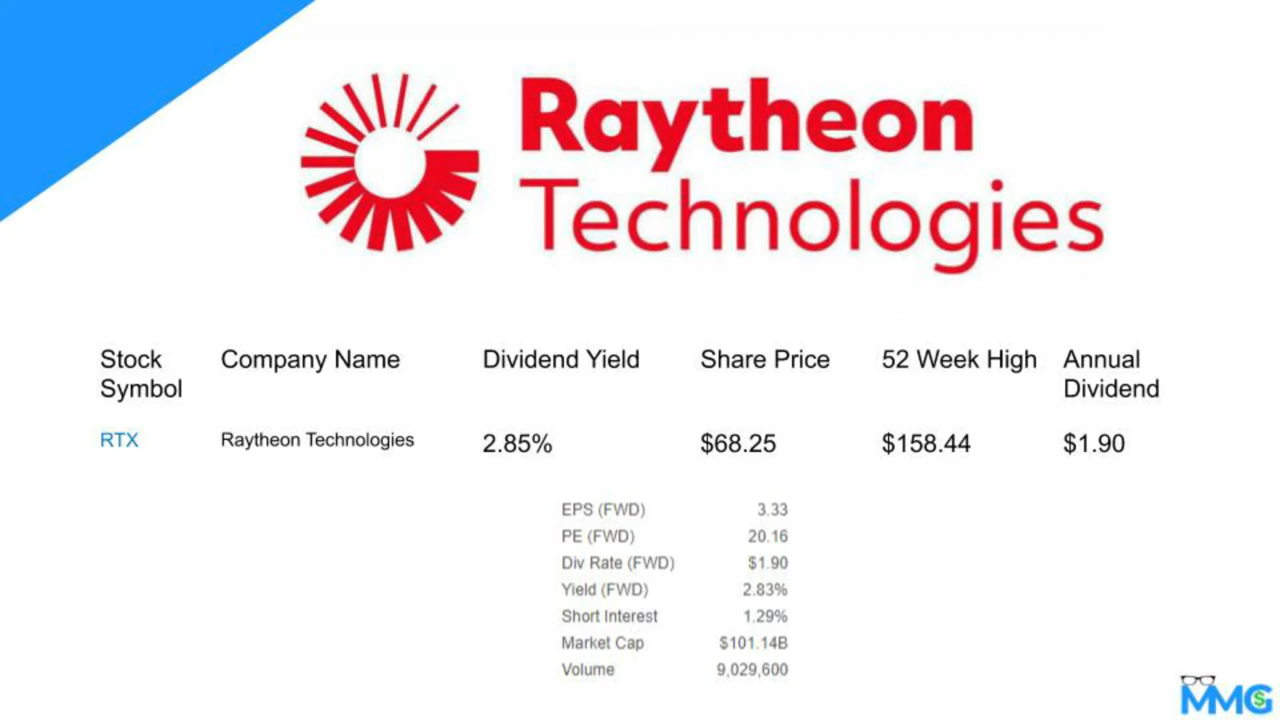 Raytheon
Technologies
Stock Symbol Company Name Dividend Yield Share Price 52 Week High Annual Dividend
RTX Raytheon Technologies 2.85% $68.25 $158.44 $1.90
EPS (FWD) 3.33
PE (FWD) 20.16
Div Rate (FWD) $1.90
Yield (FWD) 2.83%
Short Interest 1.29%
Market Cap $101.14B
Volume 9,029,600
MMG
$